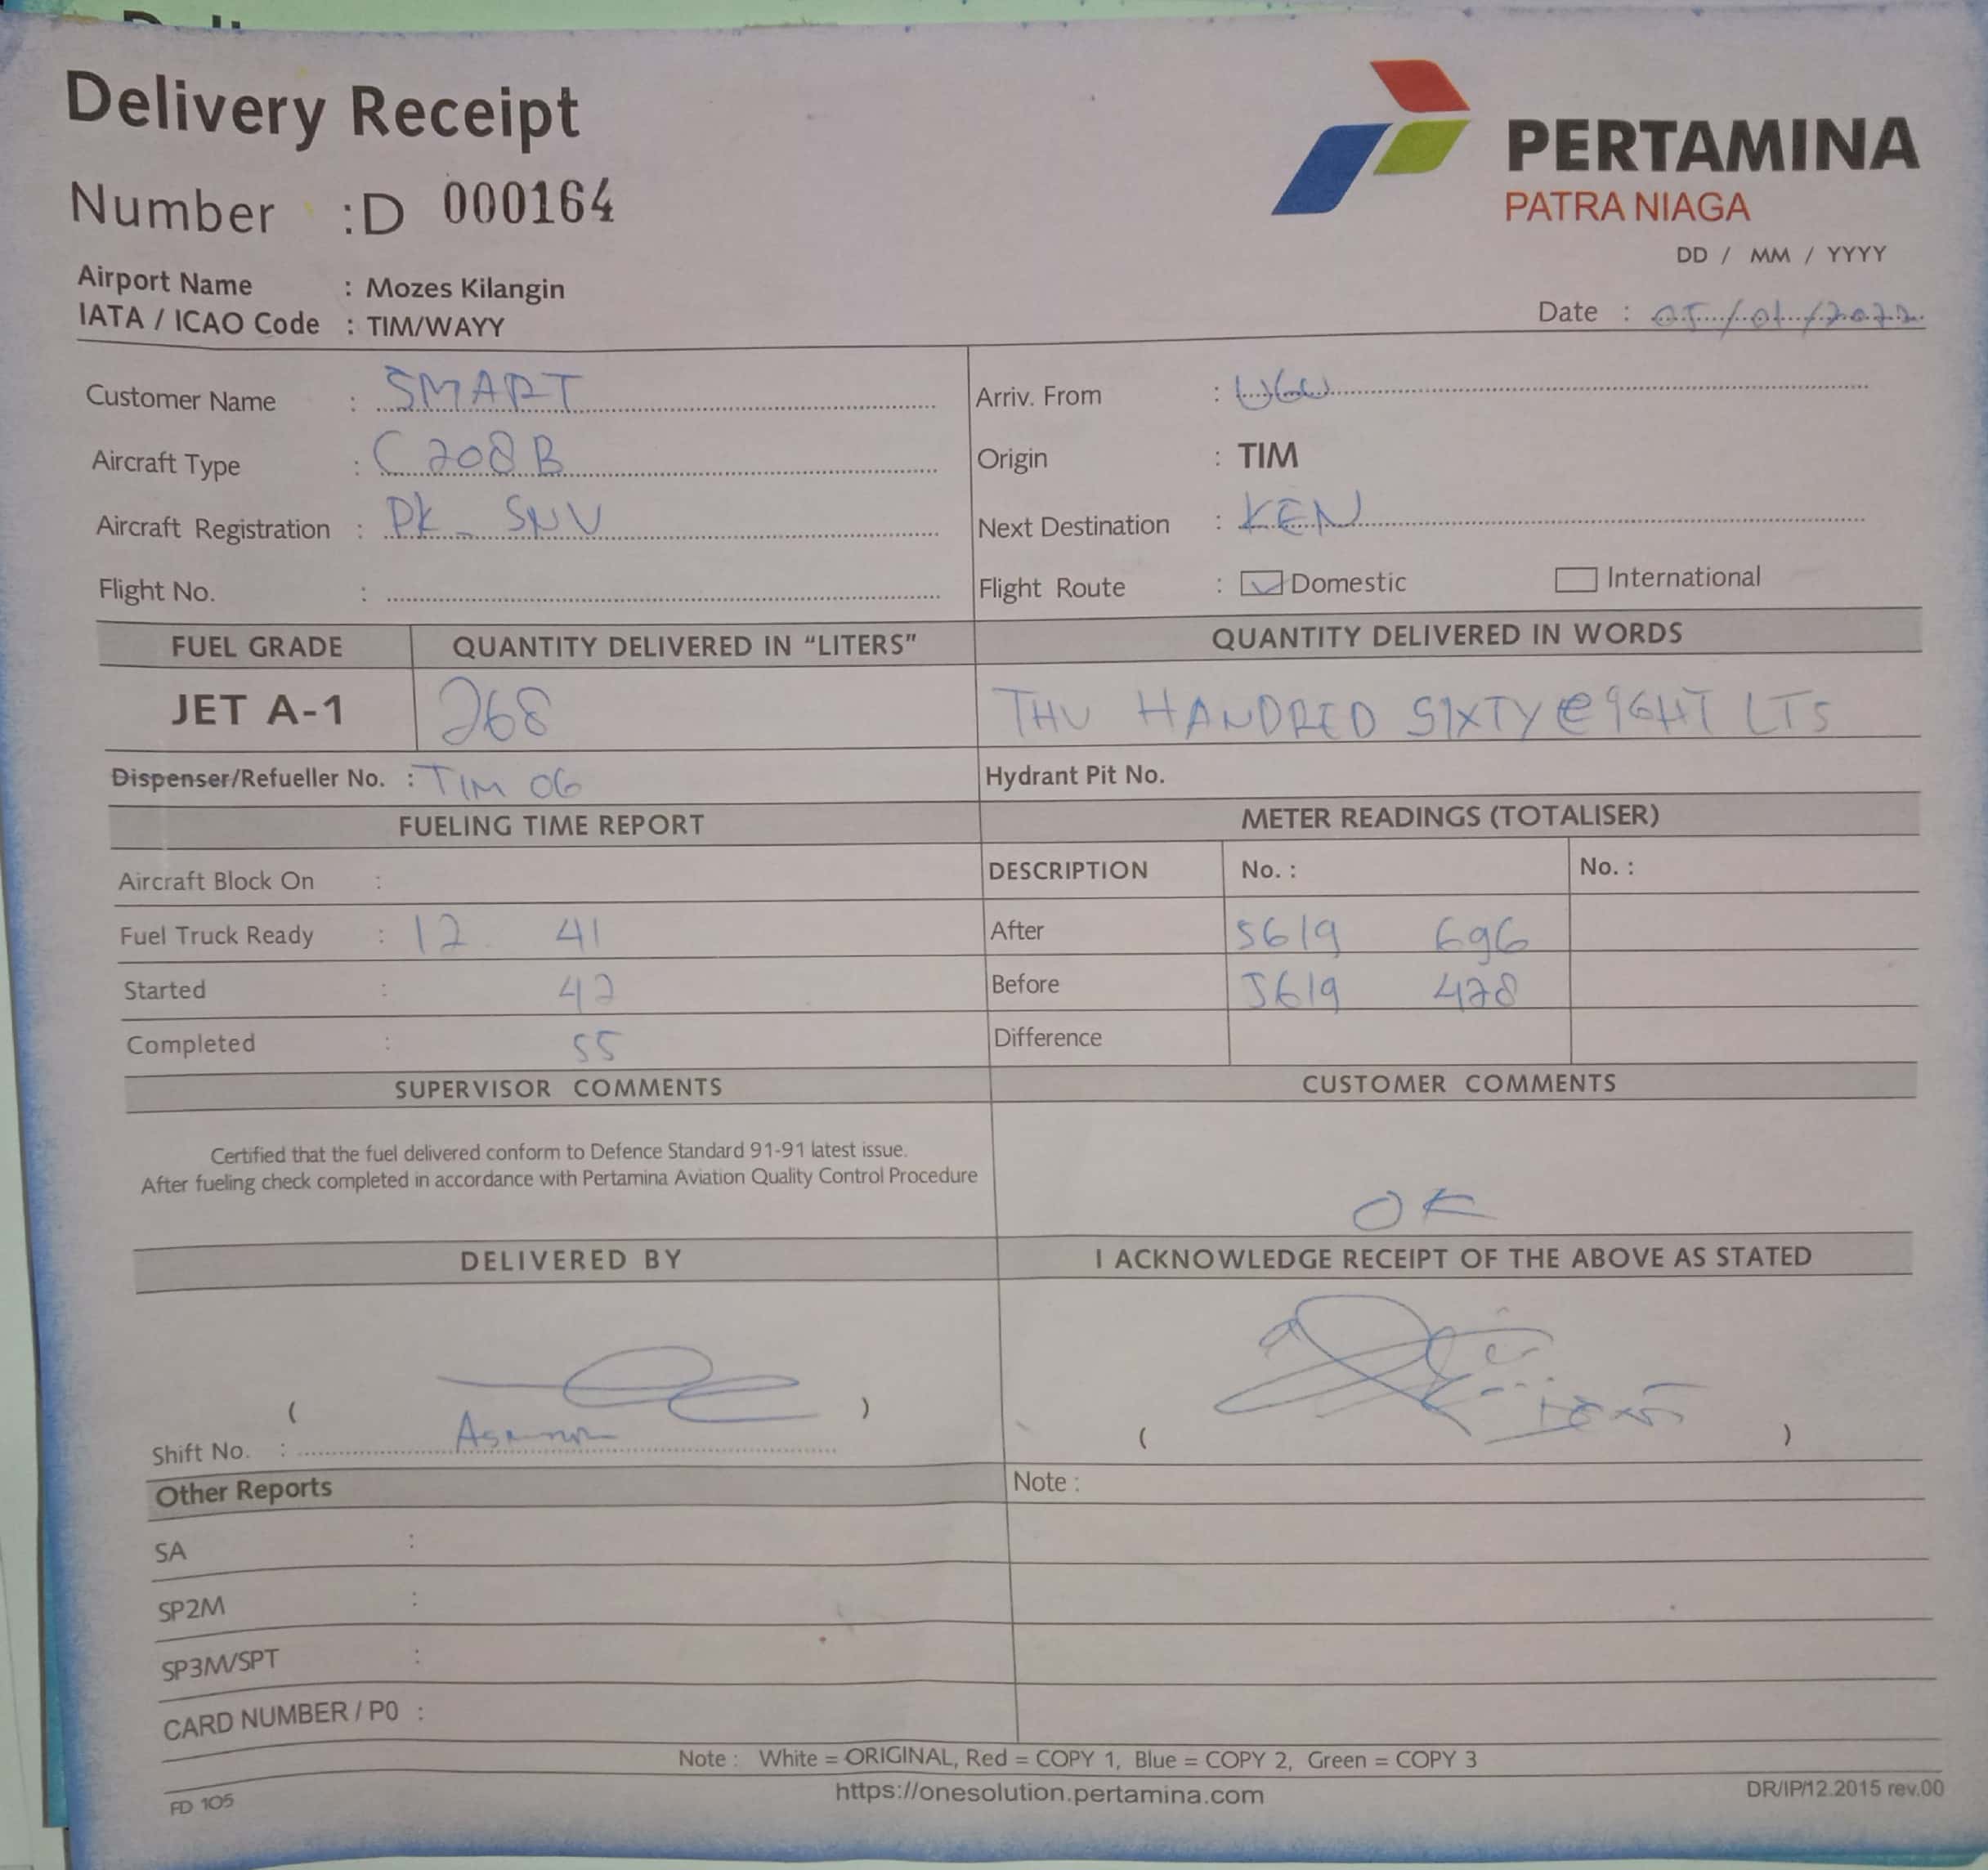 Delivery Receipt
Number :D 000164
PERTAMINA
PATRA NIAGA
DD / MM / YYYY
Airport Name : Mozes Kilangin
IATA / ICAO Code : TIM/WAYY
Date : 05/01/2022
Customer Name : SMART
Arriv. From :
Aircraft Type : C 208 B
Origin : TIM
Aircraft Registration : PK - SNV
Next Destination : KEN
Flight No. :
Flight Route : Domestic International
FUEL GRADE QUANTITY DELIVERED IN "LITERS" QUANTITY DELIVERED IN WORDS
JET A-1 268 HANDRED SIXTY e9GHT LTS
Dispenser/Refueller No. : TIM 06 Hydrant Pit No.
FUELING TIME REPORT METER READINGS (TOTALISER)
Aircraft Block On : DESCRIPTION No. : No. :
Fuel Truck Ready : 12 41 After 5619 696
Started : 42 Before 5619 428
Completed : 55 Difference
SUPERVISOR COMMENTS CUSTOMER COMMENTS
Certified that the fuel delivered conform to Defence Standard 91-91 latest issue.
After fueling check completed in accordance with Pertamina Aviation Quality Control Procedure
OK
DELIVERED BY I ACKNOWLEDGE RECEIPT OF THE ABOVE AS STATED
( ) ( )
Shift No. :
Other Reports Note :
SA :
SP2M :
SP3M/SPT :
CARD NUMBER / P0 :
Note : White = ORIGINAL, Red = COPY 1, Blue = COPY 2, Green = COPY 3
FD 105 https://onesolution.pertamina.com DR/IP/12.2015 rev.00